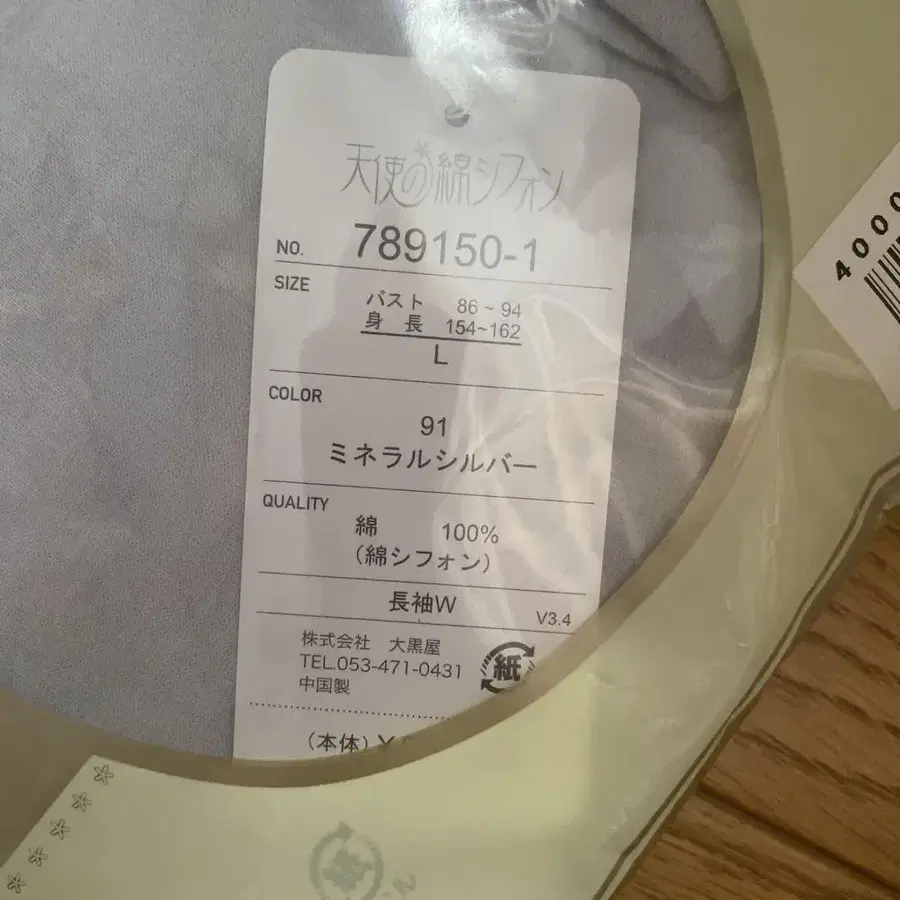 天使の綿シフォン
NO. 789150-1
SIZE
バスト 86~94
身 長 154~162
L
COLOR
91
ミネラルシルバー
QUALITY
綿 100%
(綿シフォン)
長袖W
V3.4
株式会社 大黒屋
TEL.053-471-0431
中国製
紙
(本体)
4000
紙